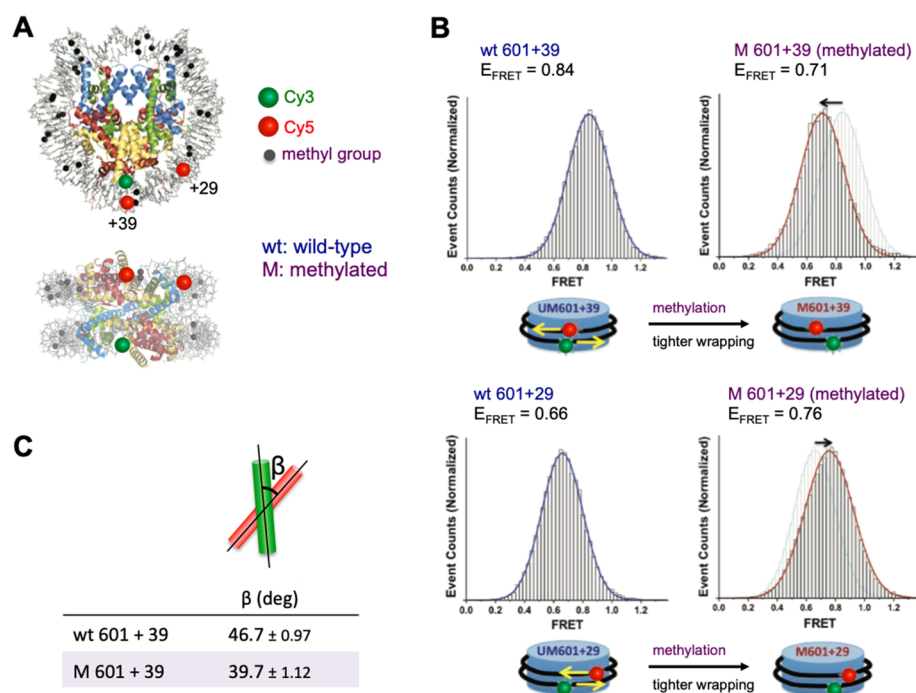 A
Cy3
Cy5
methyl group
+29
+39
wt: wild-type
M: methylated
B
wt 601+39
E_FRET = 0.84
Event Counts (Normalized)
0.0 0.2 0.4 0.6 0.8 1.0 1.2
FRET
M 601+39 (methylated)
E_FRET = 0.71
Event Counts (Normalized)
0.0 0.2 0.4 0.6 0.8 1.0 1.2
FRET
UM601+39
methylation
tighter wrapping
M601+39
wt 601+29
E_FRET = 0.66
Event Counts (Normalized)
0.0 0.2 0.4 0.6 0.8 1.0 1.2
FRET
M 601+29 (methylated)
E_FRET = 0.76
Event Counts (Normalized)
0.0 0.2 0.4 0.6 0.8 1.0 1.2
FRET
UM601+29
methylation
tighter wrapping
M601+29
C
β
β (deg)
wt 601 + 39 46.7 ± 0.97
M 601 + 39 39.7 ± 1.12